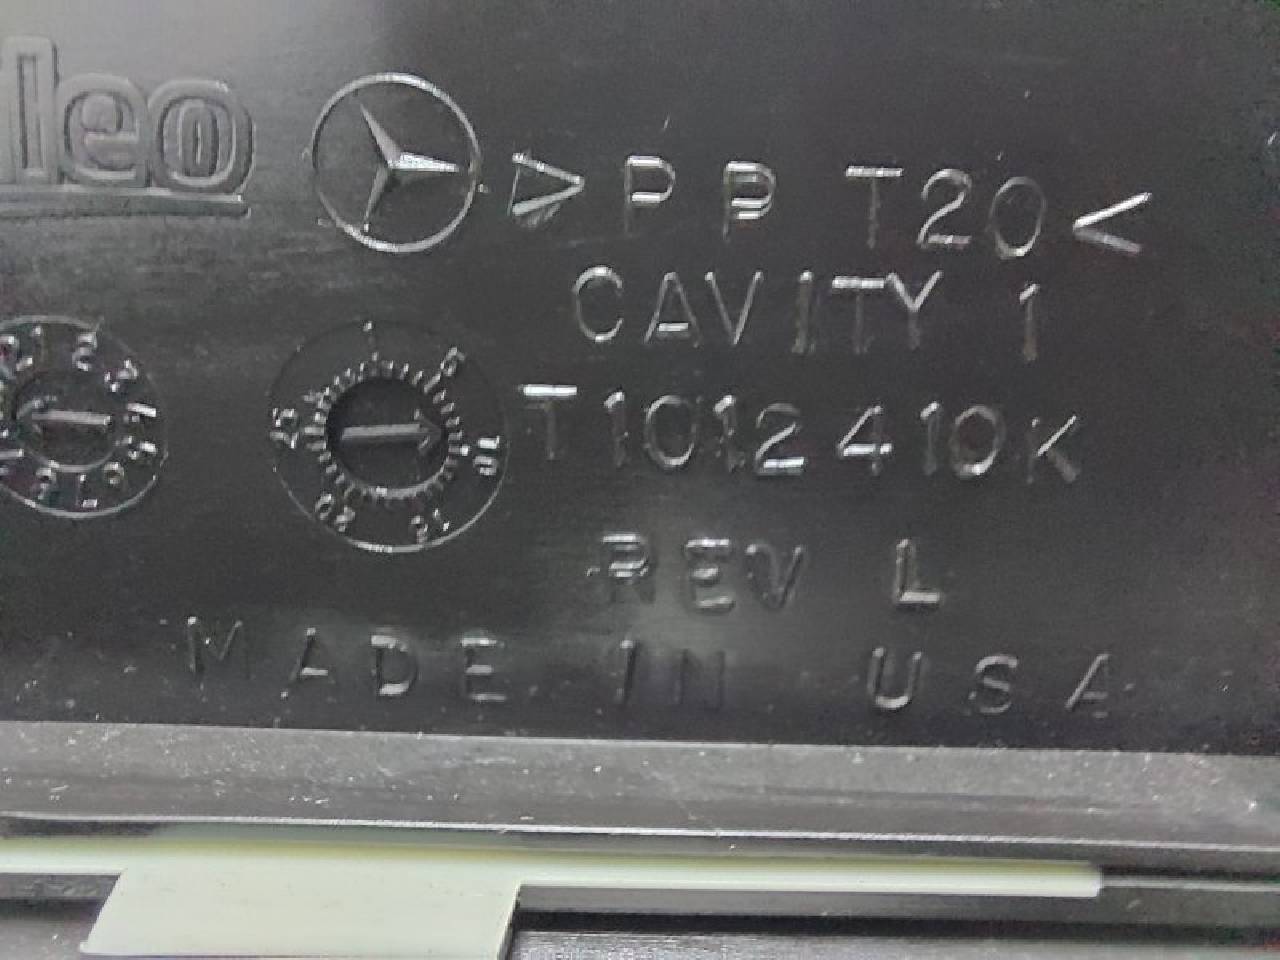 leo
>PP T20<
CAVITY 1
T1012410K
REV L
MADE IN USA